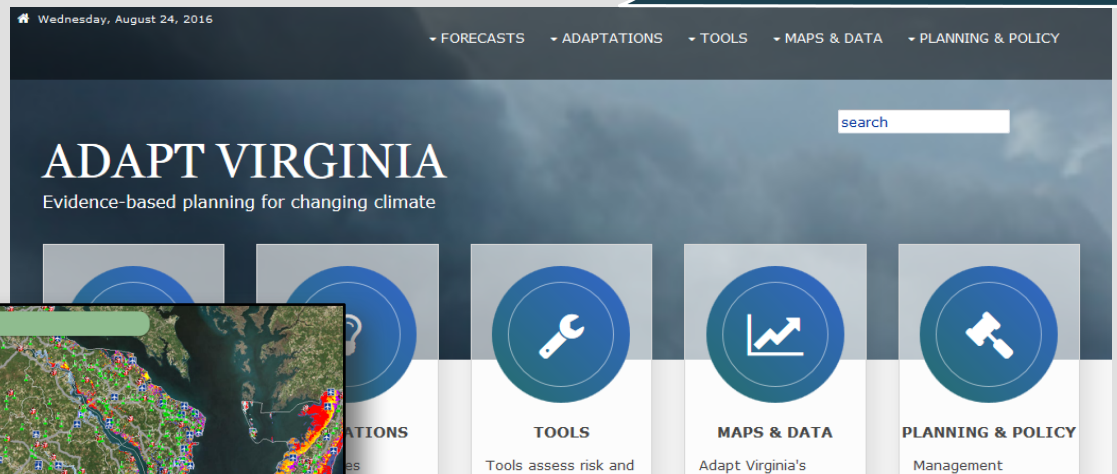 Wednesday, August 24, 2016
FORECASTS ADAPTATIONS TOOLS MAPS & DATA PLANNING & POLICY
search
ADAPT VIRGINIA
Evidence-based planning for changing climate
TOOLS MAPS & DATA PLANNING & POLICY
Tools assess risk and Adapt Virginia's Management